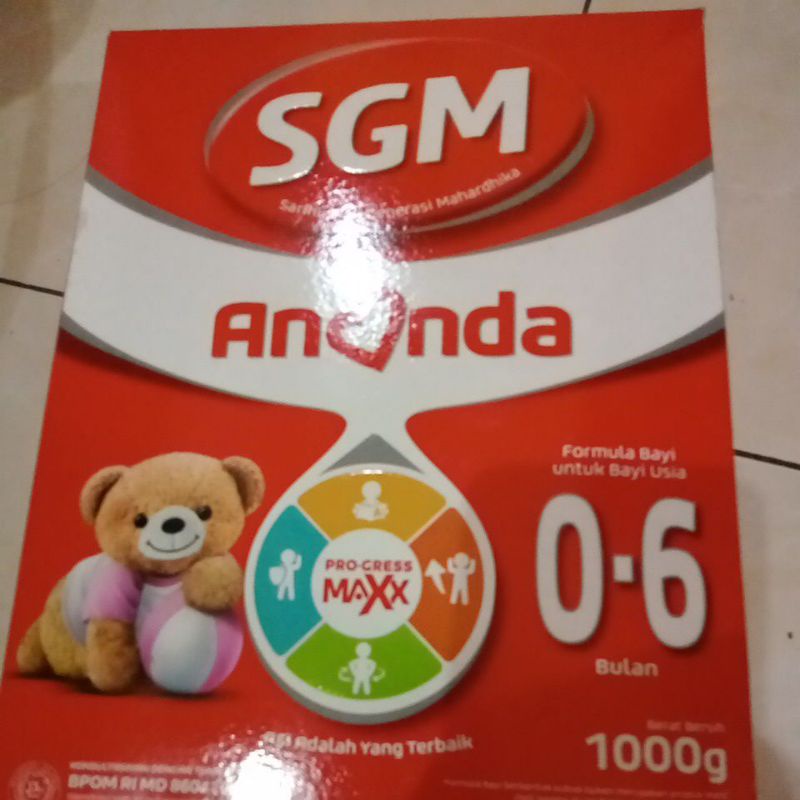 SGM
Mahardhika
Ananda
Formula Bayi
untuk Bayi Usia
0-6
Bulan
PRO-GRESS
MAXX
Adalah Yang Terbaik
Berat Bersih
1000g
BPOM RI MD